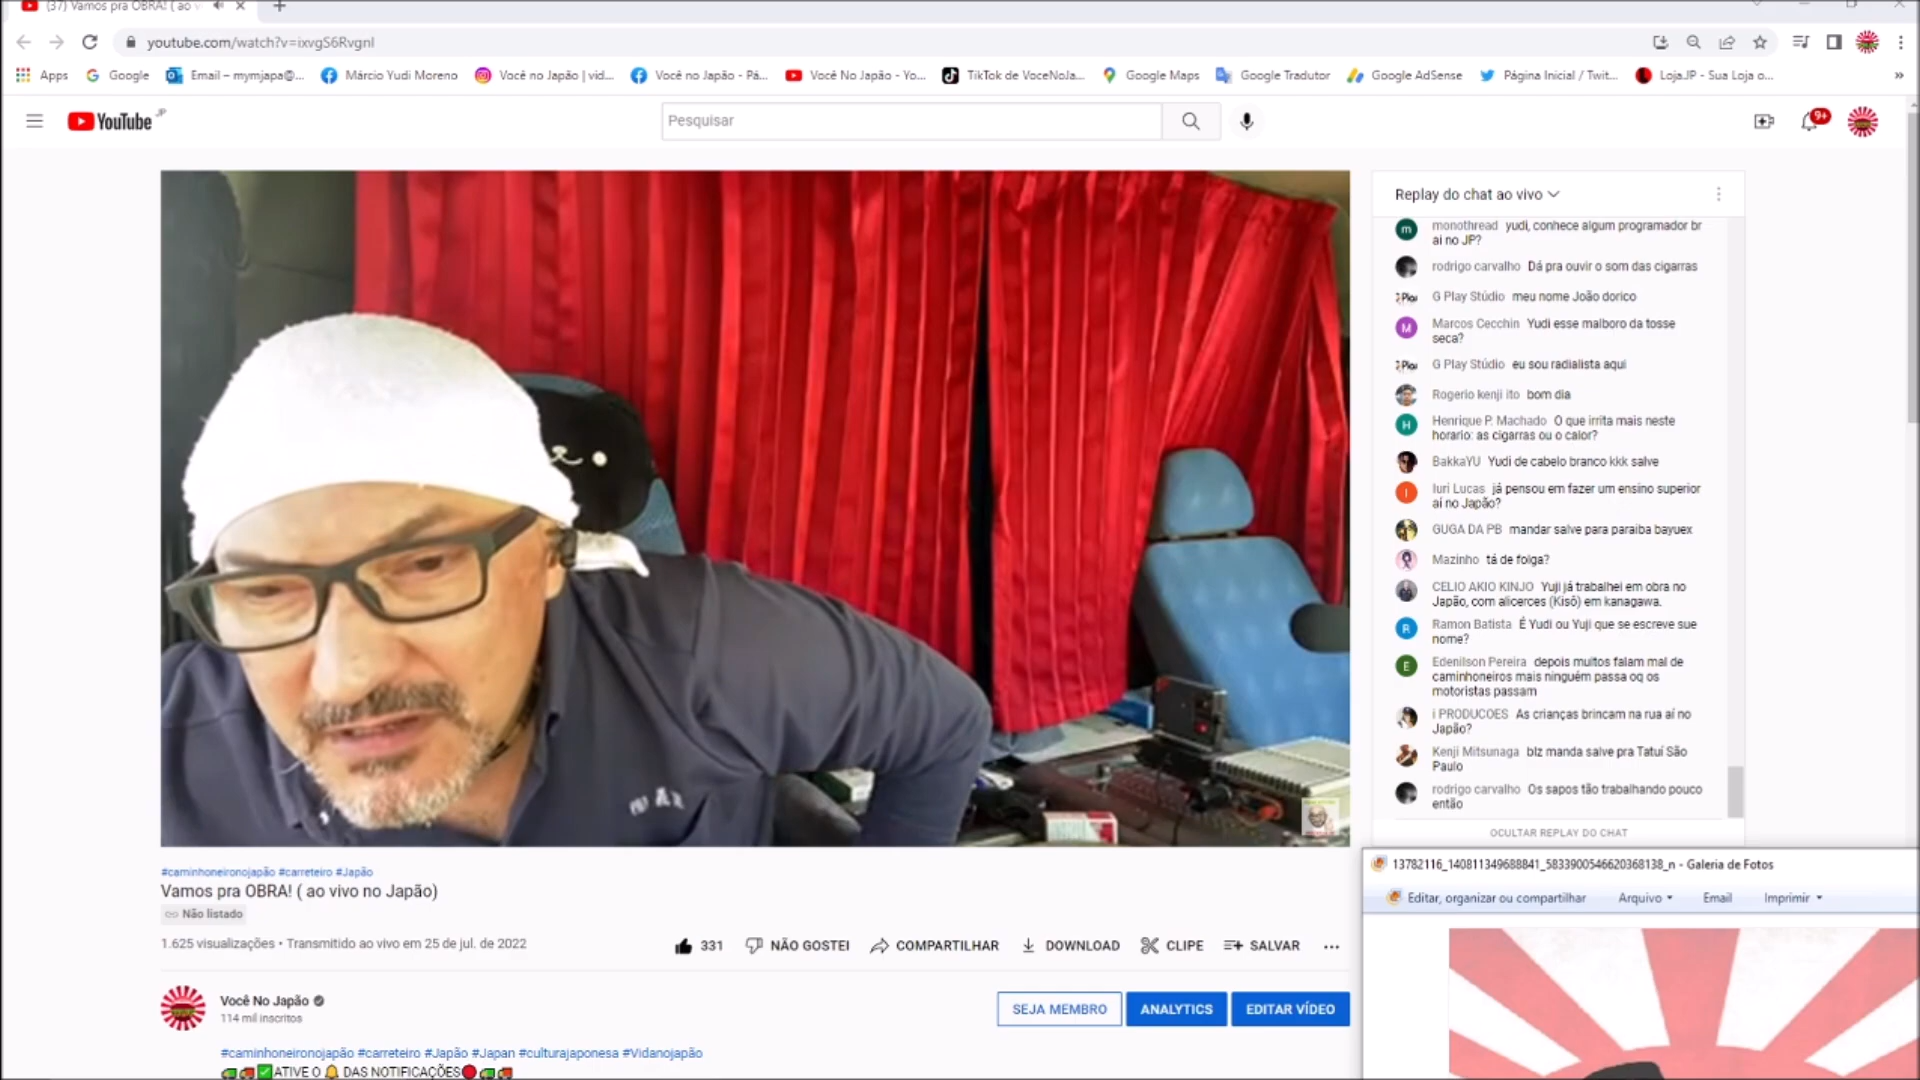 (37) Vamos pra OBRA! ( ao v
youtube.com/watch?v=ixvgS6RvgnI
Apps
Google
Email – mymjapa@...
Márcio Yudi Moreno
Você no Japão | vid...
Você no Japão - Pá...
Você No Japão - Yo...
TikTok de VoceNoJa...
Google Maps
Google Tradutor
Google AdSense
Página Inicial / Twit...
LojaJP - Sua Loja o...
»
YouTube JP
Pesquisar
9+
Replay do chat ao vivo
monothread yudi, conhece algum programador br
ai no JP?
rodrigo carvalho Dá pra ouvir o som das cigarras
G Play Stúdio meu nome João dorico
Marcos Cecchin Yudi esse malboro da tosse
seca?
G Play Stúdio eu sou radialista aqui
Rogerio kenji ito bom dia
Henrique P. Machado O que irrita mais neste
horario: as cigarras ou o calor?
BakkaYU Yudi de cabelo branco kkk salve
Iuri Lucas já pensou em fazer um ensino superior
aí no Japão?
GUGA DA PB mandar salve para paraiba bayuex
Mazinho tá de folga?
CELIO AKIO KINJO Yuji já trabalhei em obra no
Japão, com alicerces (Kisô) em kanagawa.
Ramon Batista É Yudi ou Yuji que se escreve sue
nome?
Edenilson Pereira depois muitos falam mal de
caminhoneiros mais ninguém passa oq os
motoristas passam
i PRODUCOES As crianças brincam na rua aí no
Japão?
Kenji Mitsunaga blz manda salve pra Tatuí São
Paulo
rodrigo carvalho Os sapos tão trabalhando pouco
então
OCULTAR REPLAY DO CHAT
#caminhoneironojapão #carreteiro #Japão
Vamos pra OBRA! ( ao vivo no Japão)
Não listado
1.625 visualizações • Transmitido ao vivo em 25 de jul. de 2022
331
NÃO GOSTEI
COMPARTILHAR
DOWNLOAD
CLIPE
SALVAR
Você No Japão
114 mil inscritos
SEJA MEMBRO
ANALYTICS
EDITAR VÍDEO
#caminhoneironojapão #carreteiro #Japão #Japan #culturajaponesa #Vidanojapão
ATIVE O 🔔 DAS NOTIFICAÇÕES
13782116_140811349688841_5833900546620368138_n - Galeria de Fotos
Editar, organizar ou compartilhar
Arquivo
Email
Imprimir